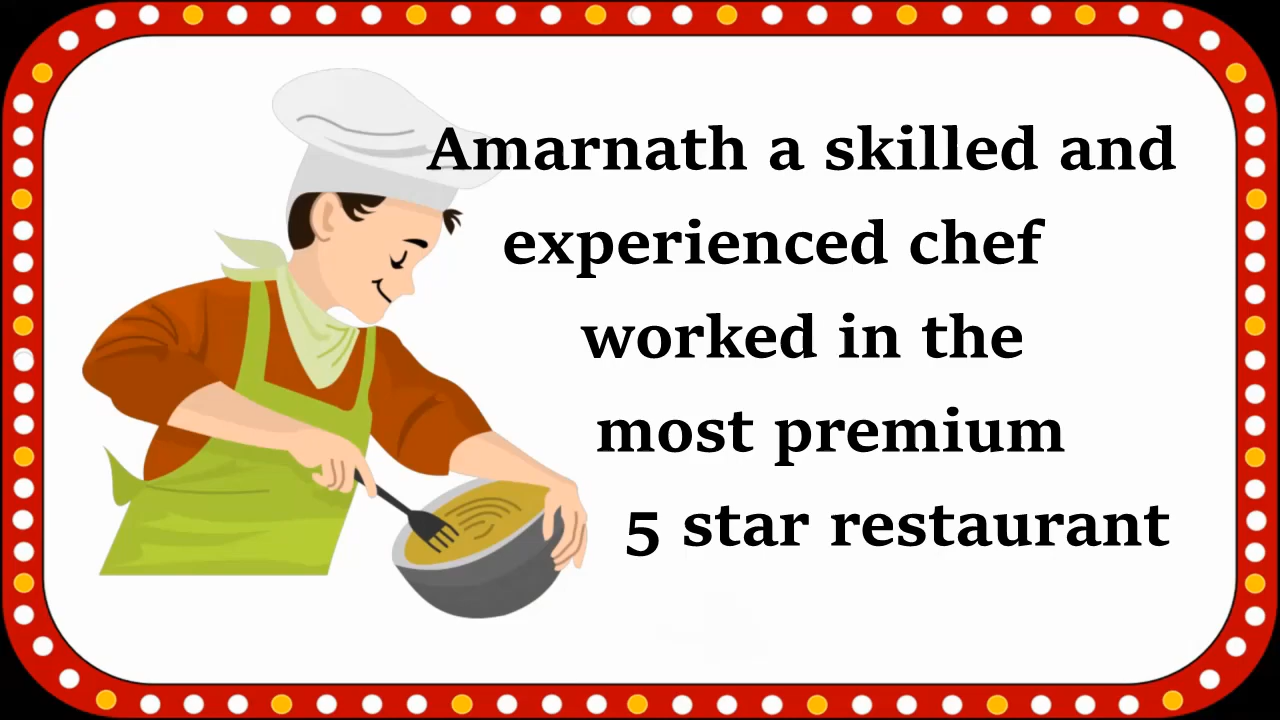 Amarnath a skilled and
experienced chef
worked in the
most premium
5 star restaurant